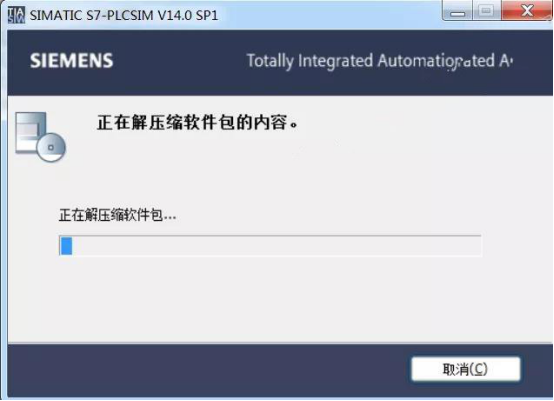 SIMATIC S7-PLCSIM V14.0 SP1
SIEMENS
Totally Integrated Automation
正在解压缩软件包的内容。
正在解压缩软件包...
取消(C)